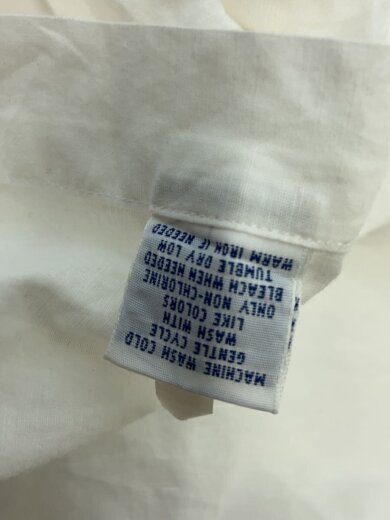 MACHINE WASH COLD
GENTLE CYCLE
WASH WITH
LIKE COLORS
ONLY NON-CHLORINE
BLEACH WHEN NEEDED
TUMBLE DRY LOW
WARM IRON IF NEEDED